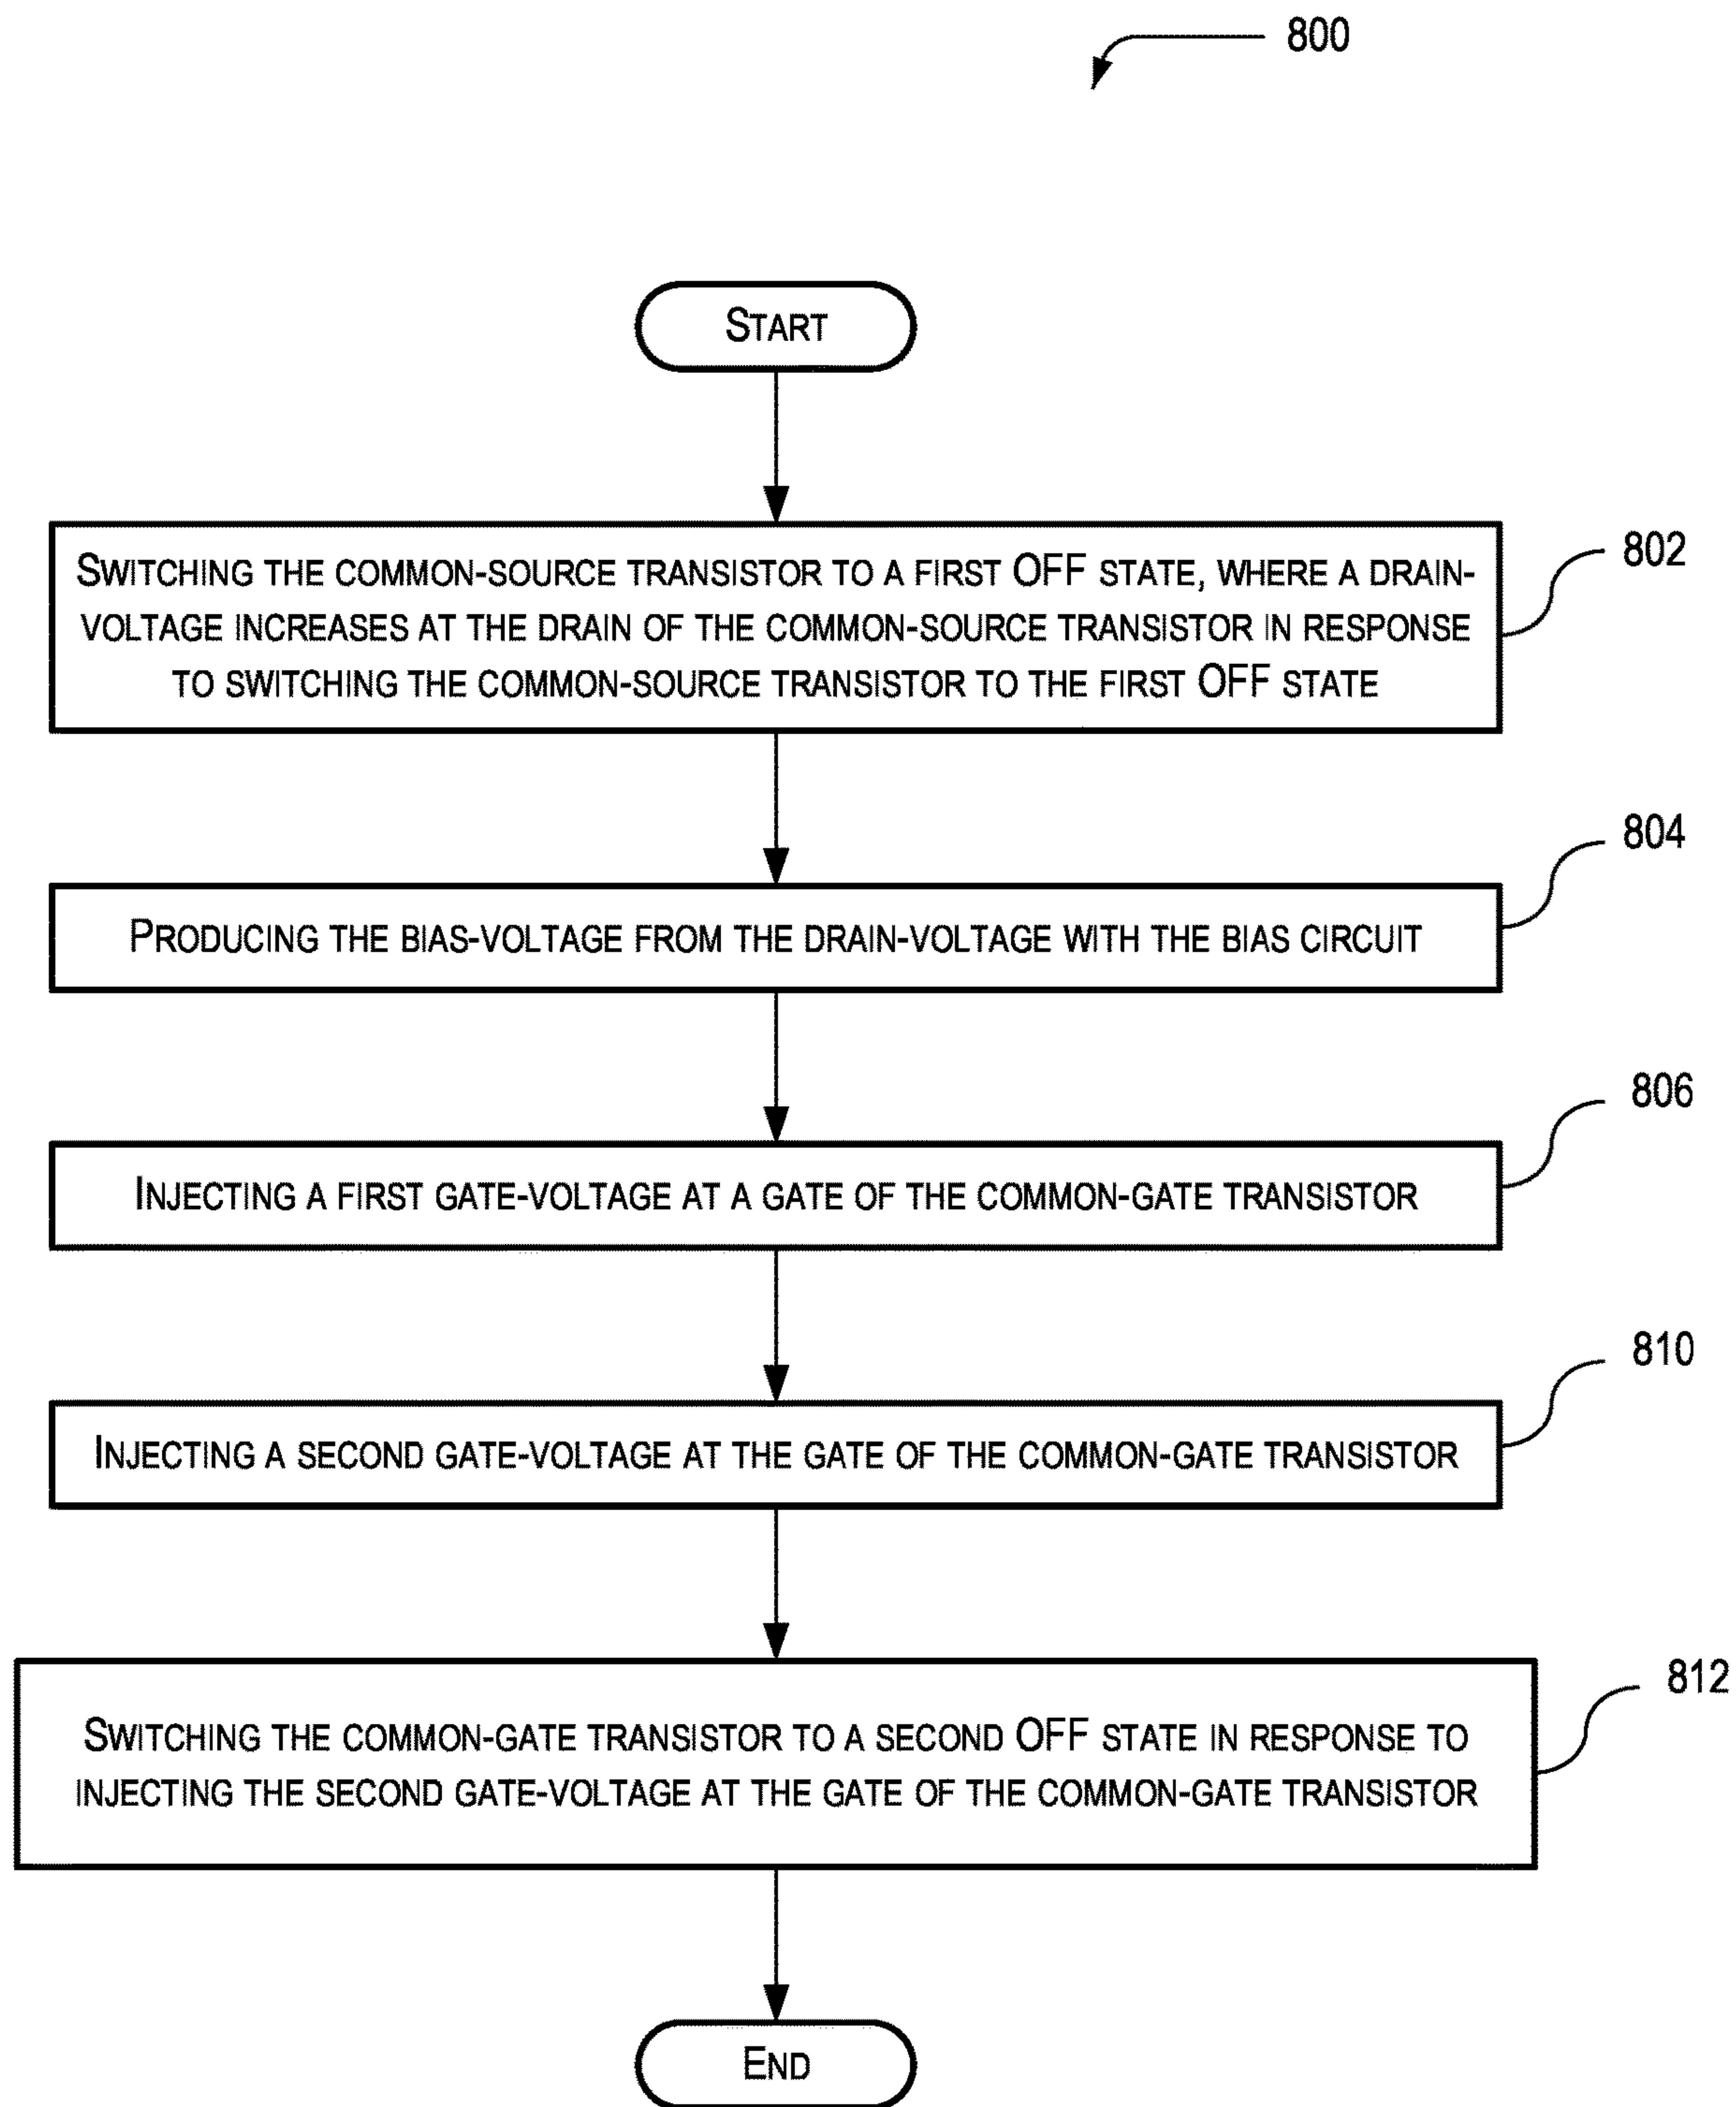 800
START
SWITCHING THE COMMON-SOURCE TRANSISTOR TO A FIRST OFF STATE, WHERE A DRAIN-
VOLTAGE INCREASES AT THE DRAIN OF THE COMMON-SOURCE TRANSISTOR IN RESPONSE
TO SWITCHING THE COMMON-SOURCE TRANSISTOR TO THE FIRST OFF STATE
802
PRODUCING THE BIAS-VOLTAGE FROM THE DRAIN-VOLTAGE WITH THE BIAS CIRCUIT
804
INJECTING A FIRST GATE-VOLTAGE AT A GATE OF THE COMMON-GATE TRANSISTOR
806
INJECTING A SECOND GATE-VOLTAGE AT THE GATE OF THE COMMON-GATE TRANSISTOR
810
SWITCHING THE COMMON-GATE TRANSISTOR TO A SECOND OFF STATE IN RESPONSE TO
INJECTING THE SECOND GATE-VOLTAGE AT THE GATE OF THE COMMON-GATE TRANSISTOR
812
END